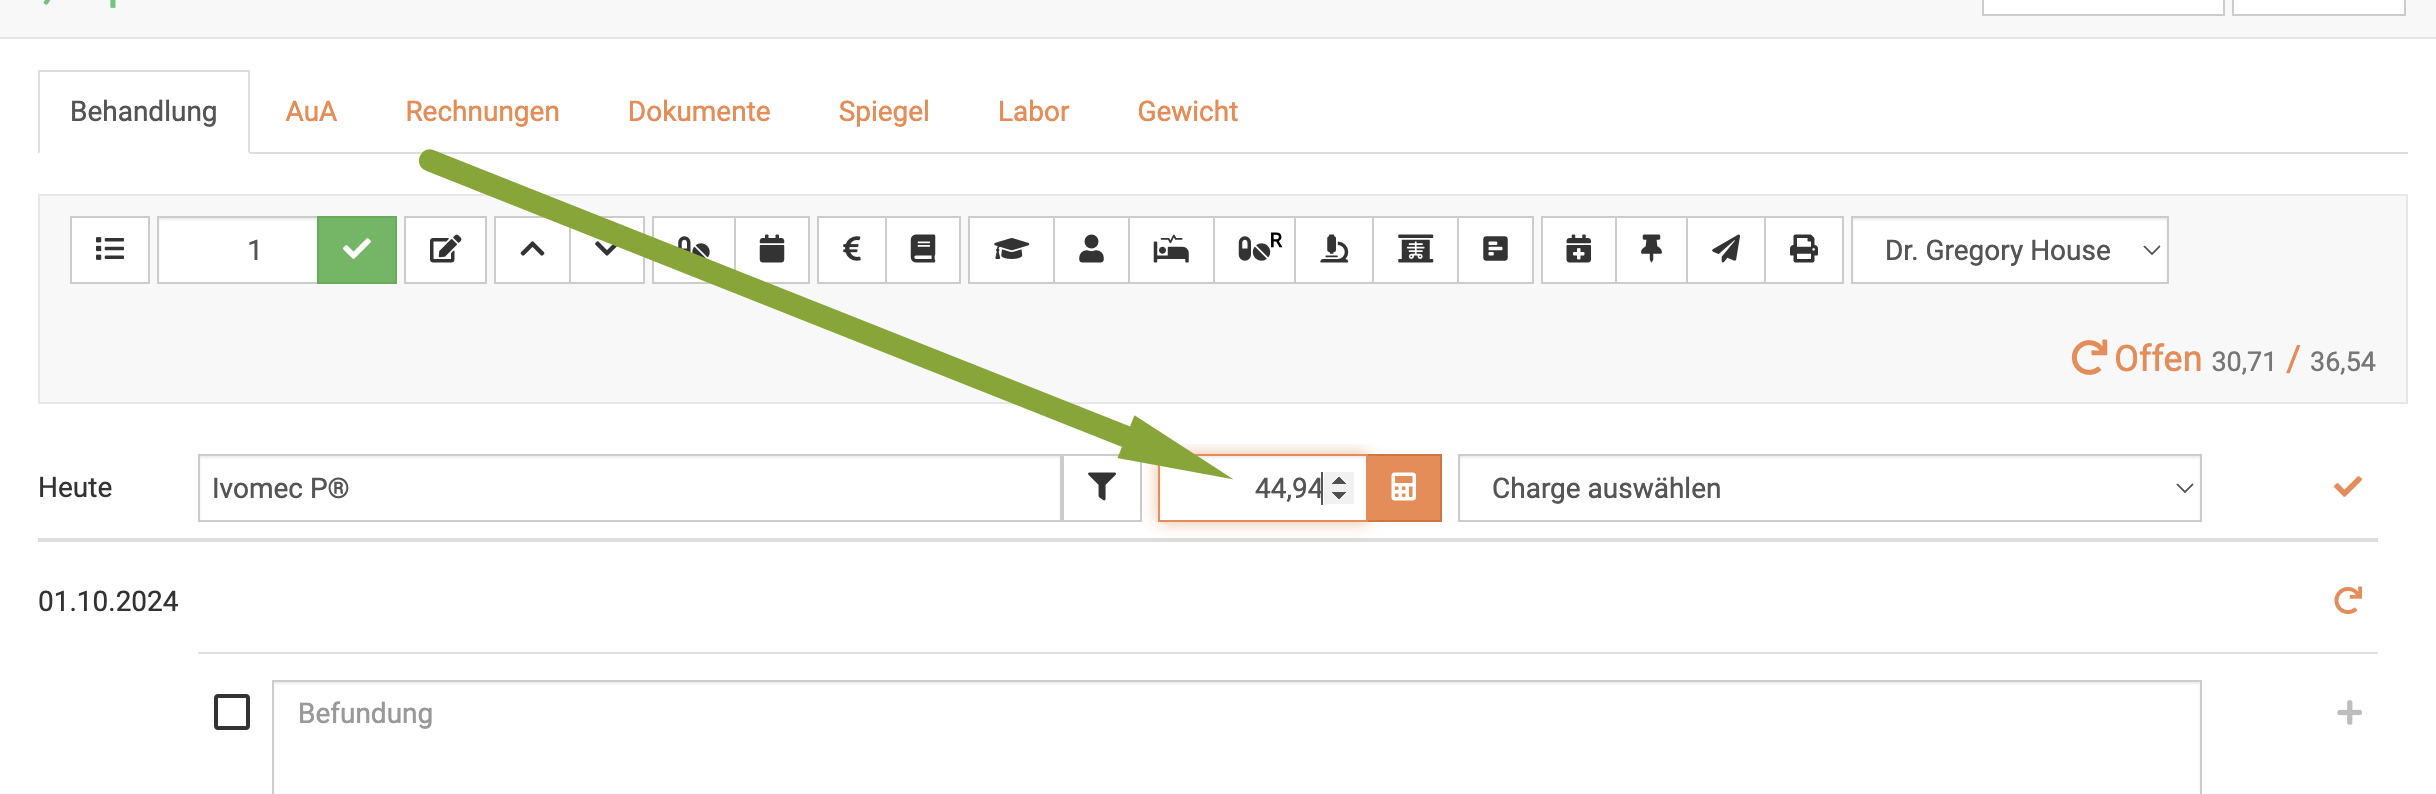 Behandlung AuA Rechnungen Dokumente Spiegel Labor Gewicht
1 € R Dr. Gregory House
Offen 30,71 / 36,54
Heute Ivomec P® 44,94 Charge auswählen
01.10.2024
Befundung